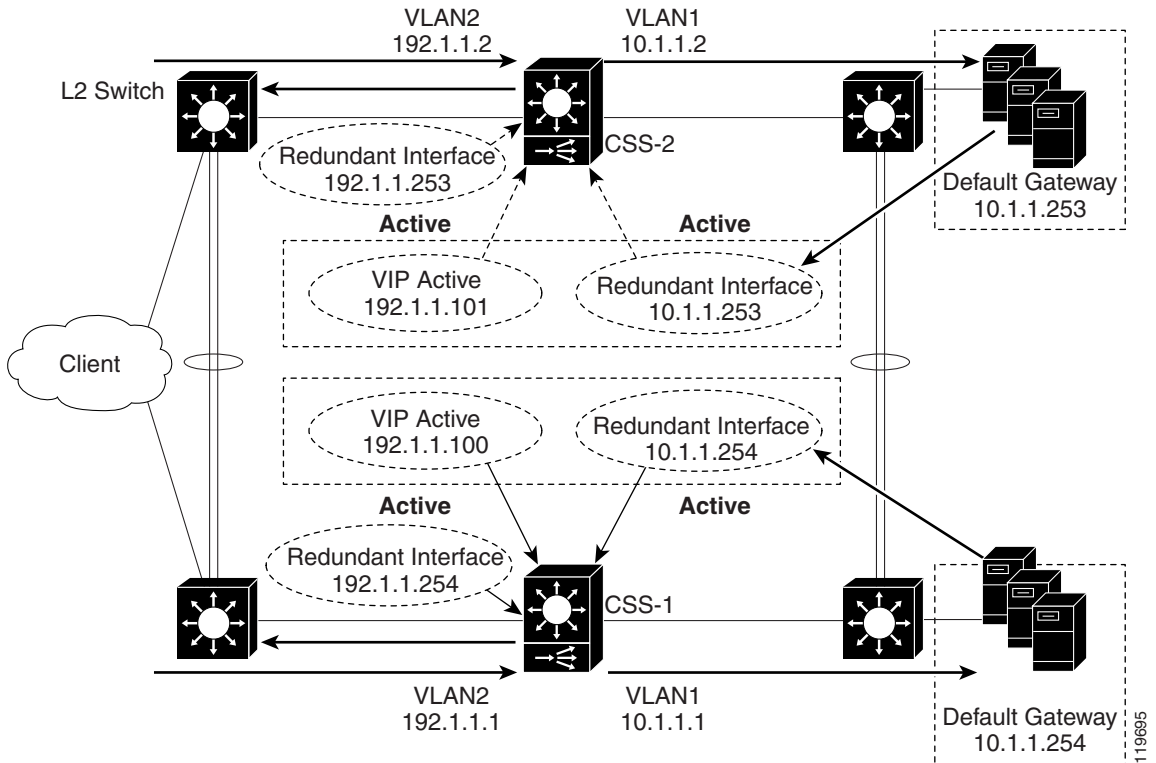 VLAN2
192.1.1.2
VLAN1
10.1.1.2
L2 Switch
Redundant Interface
192.1.1.253
CSS-2
Default Gateway
10.1.1.253
Active
Active
VIP Active
192.1.1.101
Redundant Interface
10.1.1.253
Client
VIP Active
192.1.1.100
Redundant Interface
10.1.1.254
Active
Active
Redundant Interface
192.1.1.254
CSS-1
VLAN2
192.1.1.1
VLAN1
10.1.1.1
Default Gateway
10.1.1.254
119695